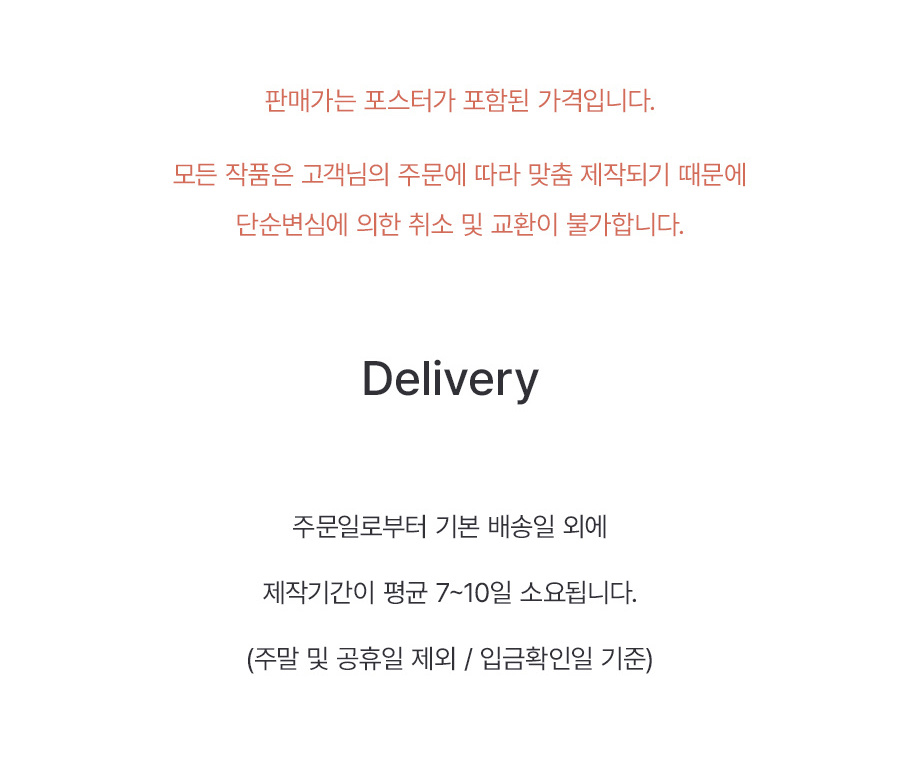 판매가는 포스터가 포함된 가격입니다.
모든 작품은 고객님의 주문에 따라 맞춤 제작되기 때문에
단순변심에 의한 취소 및 교환이 불가합니다.
Delivery
주문일로부터 기본 배송일 외에
제작기간이 평균 7~10일 소요됩니다.
(주말 및 공휴일 제외 / 입금확인일 기준)